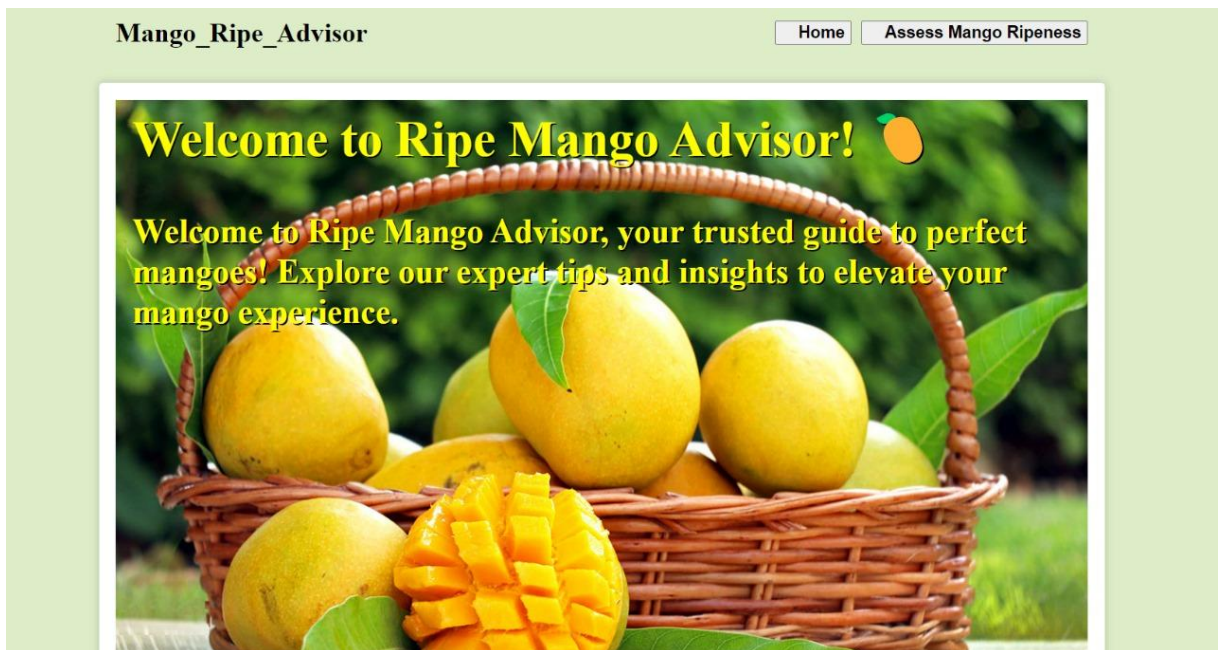 Mango_Ripe_Advisor
Home
Assess Mango Ripeness
Welcome to Ripe Mango Advisor! 🥭
Welcome to Ripe Mango Advisor, your trusted guide to perfect
mangoes! Explore our expert tips and insights to elevate your
mango experience.